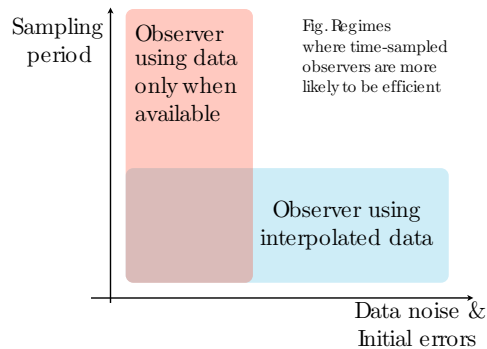 Sampling
period
Observer
using data
only when
available
Fig. Regimes
where time-sampled
observers are more
likely to be efficient
Observer using
interpolated data
Data noise &
Initial errors